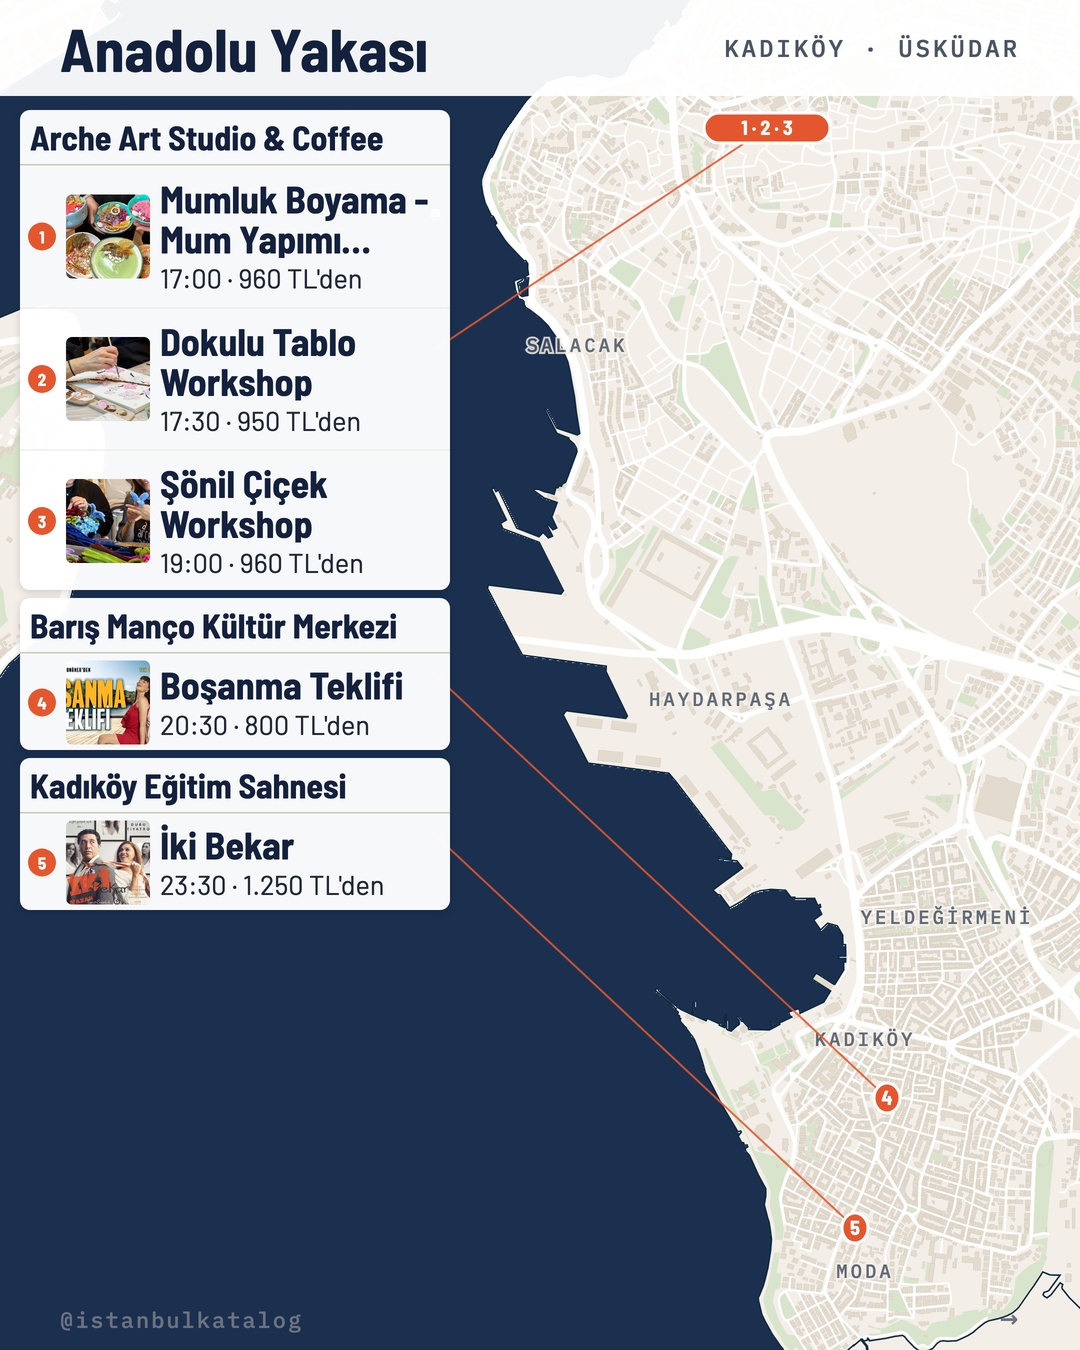 Anadolu Yakası
KADIKÖY · ÜSKÜDAR
Arche Art Studio & Coffee
1
Mumluk Boyama -
Mum Yapımı...
17:00 · 960 TL'den
2
Dokulu Tablo
Workshop
17:30 · 950 TL'den
3
Şönil Çiçek
Workshop
19:00 · 960 TL'den
Barış Manço Kültür Merkezi
4
SANMA
EKLİFİ
Boşanma Teklifi
20:30 · 800 TL'den
Kadıköy Eğitim Sahnesi
5
İki Bekar
23:30 · 1.250 TL'den
1·2·3
SALACAK
HAYDARPAŞA
YELDEĞİRMENİ
KADIKÖY
4
5
MODA
@istanbulkatalog
→